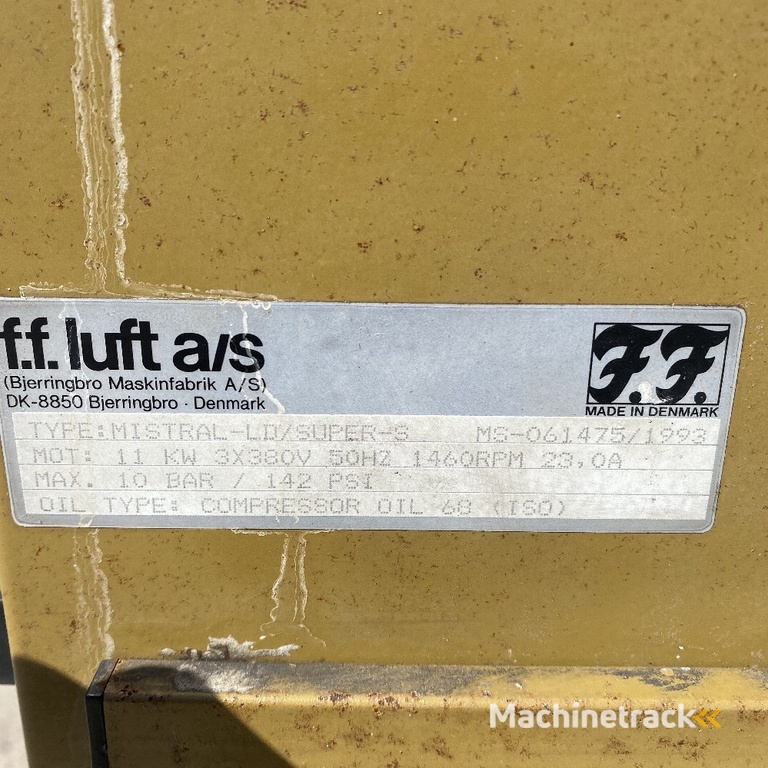 f.f. luft a/s
(Bjerringbro Maskinfabrik A/S)
DK-8850 Bjerringbro · Denmark
F.F.
MADE IN DENMARK
TYPE:MISTRAL-LD/SUPER-S MS-061475/1993
MOT: 11 KW 3X380V 50HZ 1460RPM 23,0A
MAX. 10 BAR / 142 PSI
OIL TYPE: COMPRESSOR OIL 68 (ISO)
Machinetrack